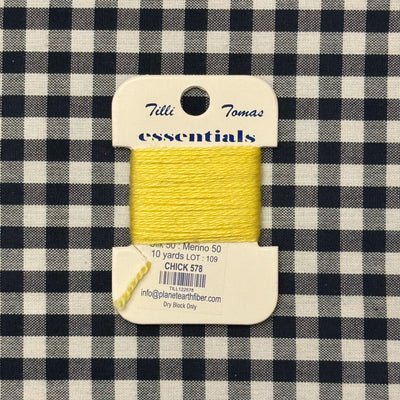 Tilli Tomas
essentials
Silk 50 : Merino 50
10 yards LOT : 109
CHICK 578
TILL122578
info@planetearthfiber.com
Dry Block Only